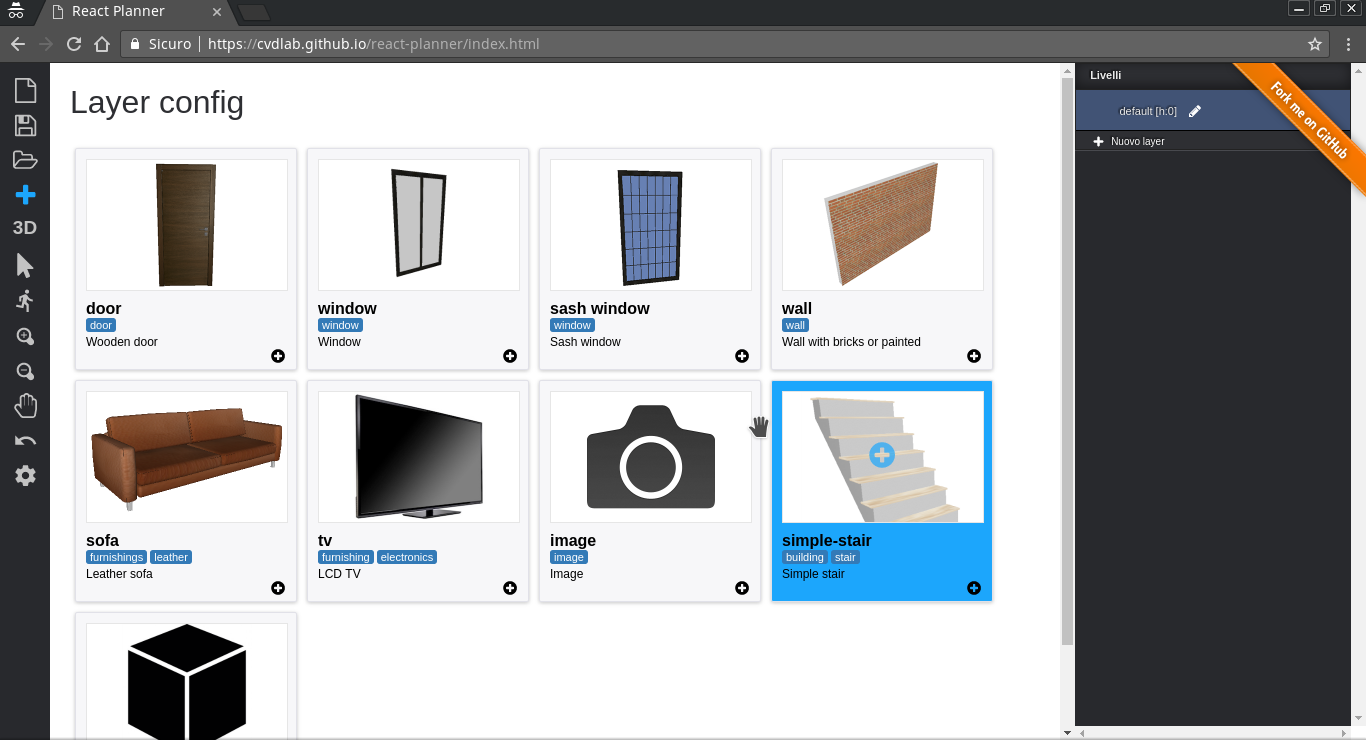 React Planner
Sicuro
https://cvdlab.github.io/react-planner/index.html
3D
Layer config
door
door
Wooden door
window
window
Window
sash window
window
Sash window
wall
wall
Wall with bricks or painted
sofa
furnishings leather
Leather sofa
tv
furnishing electronics
LCD TV
image
image
Image
simple-stair
building stair
Simple stair
Livelli
default [h:0]
Nuovo layer
Fork me on GitHub